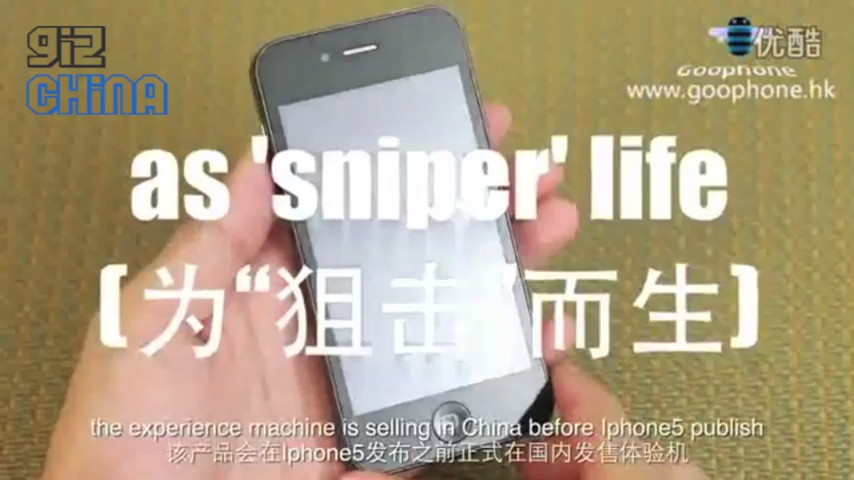 giz
CHiNA
优酷
Goophone
www.goophone.hk
as 'sniper' life
(为“狙击”而生)
the experience machine is selling in China before Iphone5 publish
该产品会在Iphone5发布之前正式在国内发售体验机